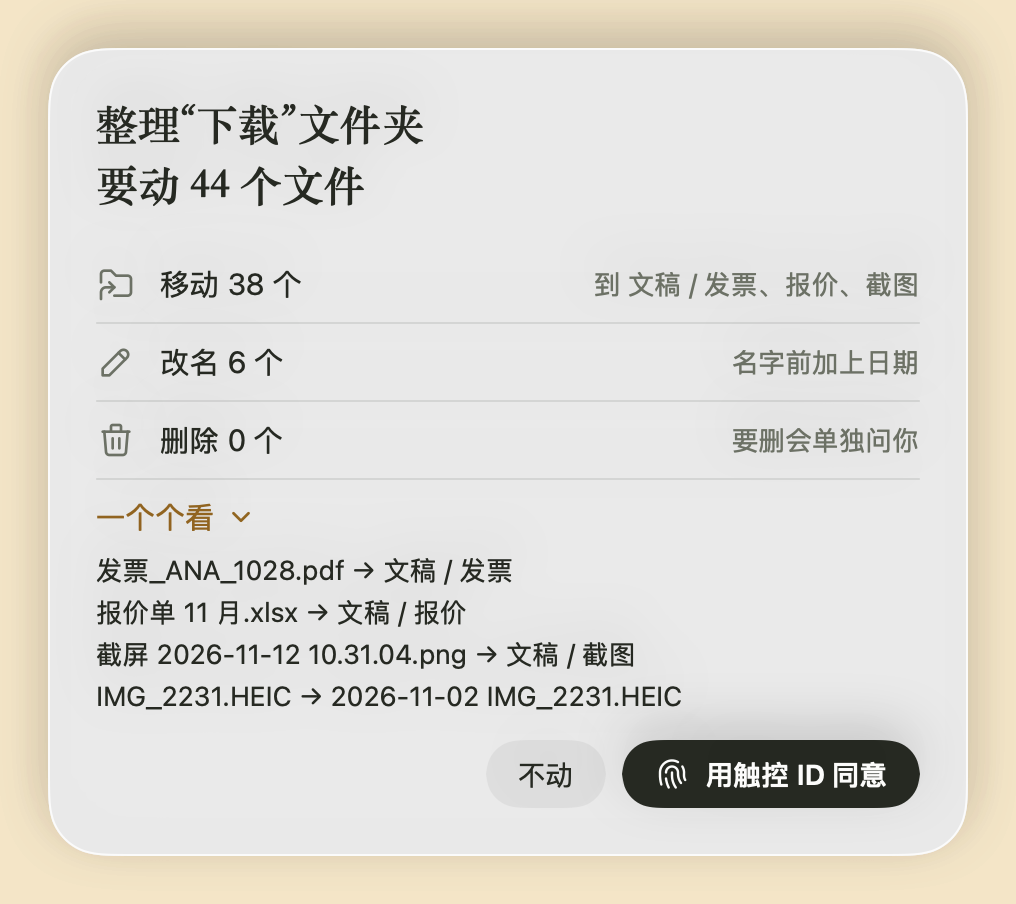 整理“下载”文件夹
要动 44 个文件
移动 38 个
到 文稿 / 发票、报价、截图
改名 6 个
名字前加上日期
删除 0 个
要删会单独问你
一个个看
发票_ANA_1028.pdf → 文稿 / 发票
报价单 11 月.xlsx → 文稿 / 报价
截屏 2026-11-12 10.31.04.png → 文稿 / 截图
IMG_2231.HEIC → 2026-11-02 IMG_2231.HEIC
不动
用触控 ID 同意